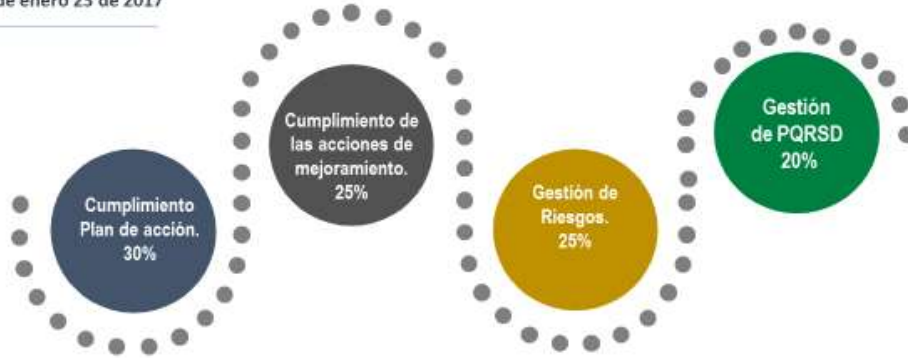 de enero 25 de 2017
Cumplimiento
Plan de acción.
30%
Cumplimiento de
las acciones de
mejoramiento.
25%
Gestión de
Riesgos.
25%
Gestión
de PQRSD
20%